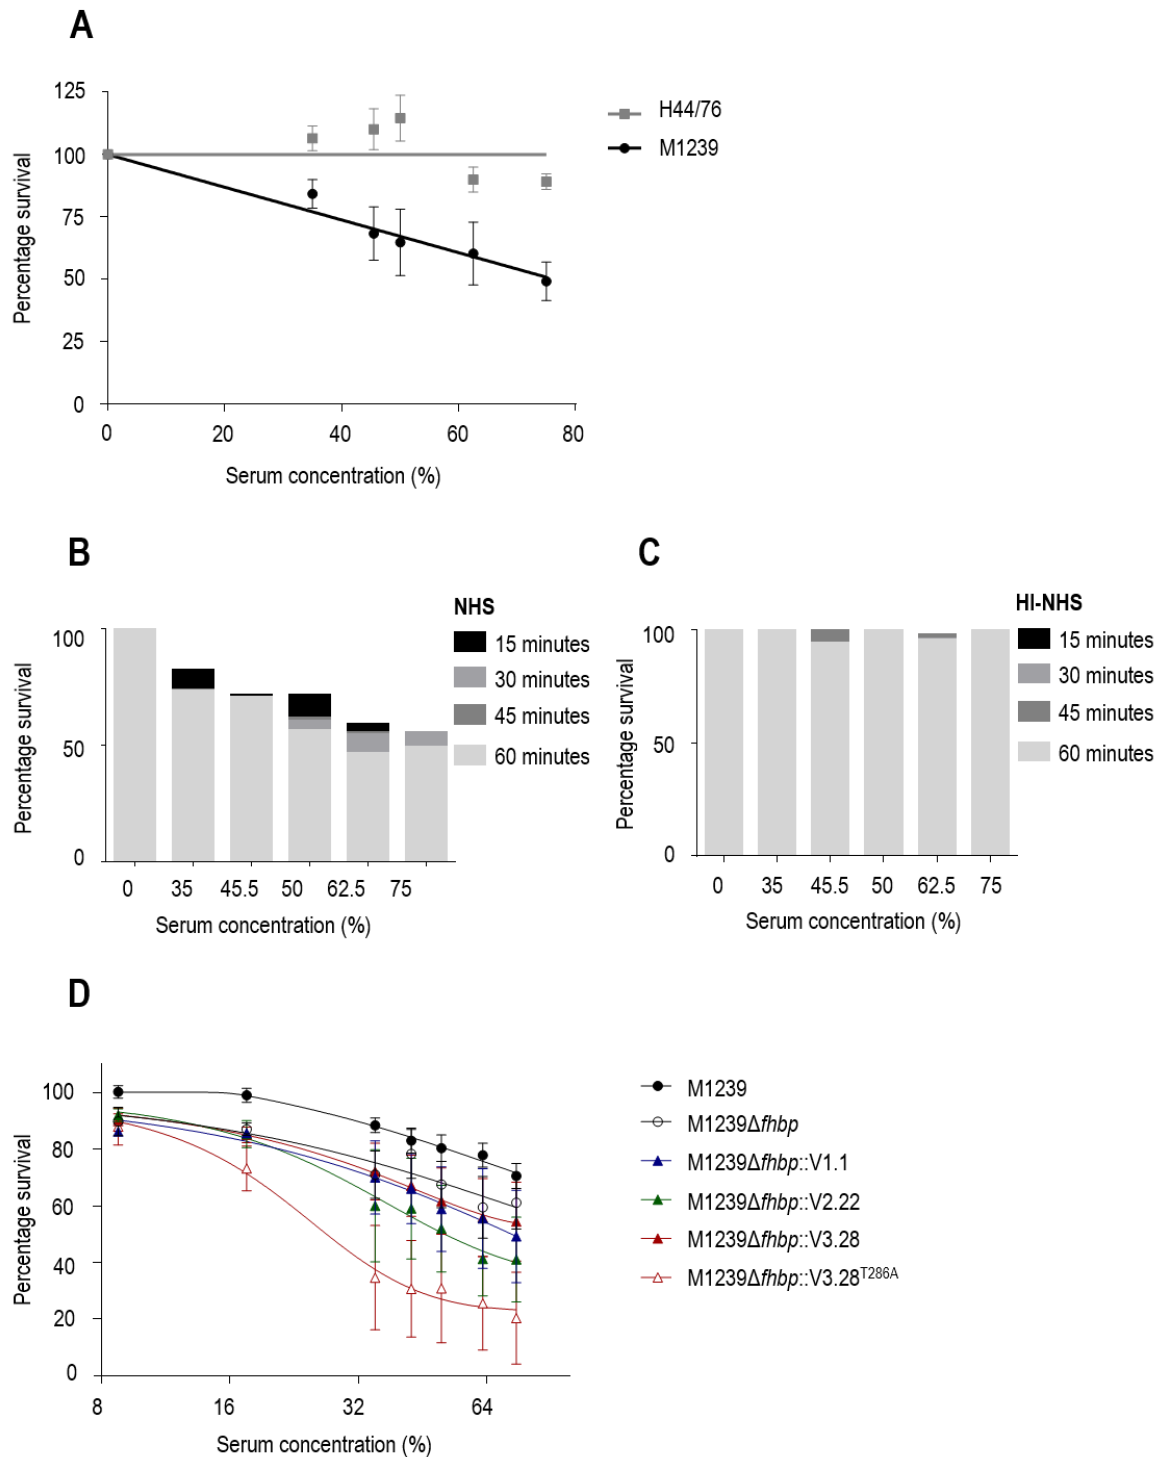 A
125
100
75
50
25
0
0 20 40 60 80
Percentage survival
Serum concentration (%)
H44/76
M1239
B
NHS
15 minutes
30 minutes
45 minutes
60 minutes
100
50
0
0 35 45.5 50 62.5 75
Percentage survival
Serum concentration (%)
C
HI-NHS
15 minutes
30 minutes
45 minutes
60 minutes
100
50
0
0 35 45.5 50 62.5 75
Percentage survival
Serum concentration (%)
D
100
80
60
40
20
0
8 16 32 64
Percentage survival
Serum concentration (%)
M1239
M1239Δfhbp
M1239Δfhbp::V1.1
M1239Δfhbp::V2.22
M1239Δfhbp::V3.28
M1239Δfhbp::V3.28T286A